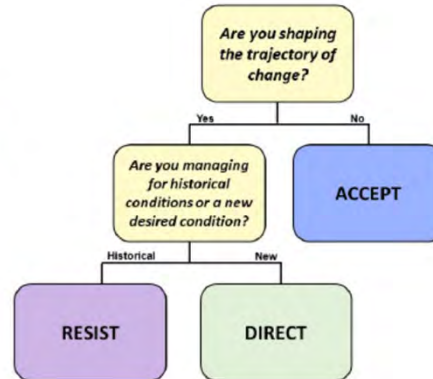 Are you shaping
the trajectory of
change?
Yes
No
Are you managing
for historical
conditions or a new
desired condition?
ACCEPT
Historical
New
RESIST
DIRECT